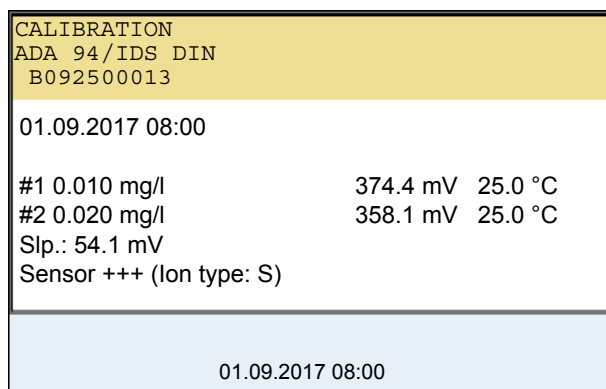 CALIBRATION
ADA 94/IDS DIN
B092500013
01.09.2017 08:00
#1 0.010 mg/l 374.4 mV 25.0 °C
#2 0.020 mg/l 358.1 mV 25.0 °C
Slp.: 54.1 mV
Sensor +++ (Ion type: S)
01.09.2017 08:00